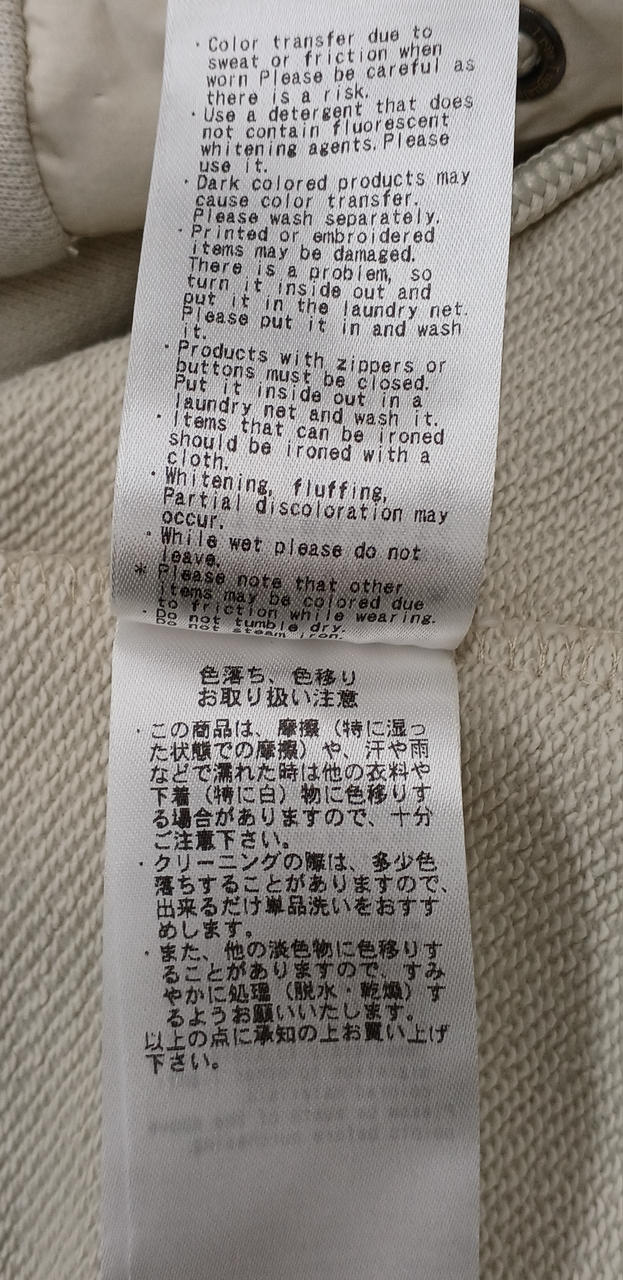 ・Color transfer due to
sweat or friction when
worn Please be careful as
there is a risk.
・Use a detergent that does
not contain fluorescent
whitening agents.Please
use it.
・Dark colored products may
cause color transfer.
Please wash separately.
・Printed or embroidered
items may be damaged.
There is a problem, so
turn it inside out and
put it in the laundry net.
Please put it in and wash
it.
・Products with zippers or
buttons must be closed.
Put it inside out in a
laundry net and wash it.
・Items that can be ironed
should be ironed with a
cloth.
・Whitening, fluffing,
Partial discoloration may
occur.
・While wet please do not
leave.
* Please note that other
items may be colored due
to friction while wearing.
・Do not tumble dry.
Do not steam iron.
色落ち、色移り
お取り扱い注意
・この商品は、摩擦（特に湿っ
た状態での摩擦）や、汗や雨
などで濡れた時は他の衣料や
下着（特に白）物に色移りす
る場合がありますので、十分
ご注意下さい。
・クリーニングの際は、多少色
落ちすることがありますので、
出来るだけ単品洗いをおすす
めします。
・また、他の淡色物に色移りす
ることがありますので、すみ
やかに処理（脱水・乾燥）す
るようお願いいたします。
以上の点に承知の上お買い上げ
下さい。